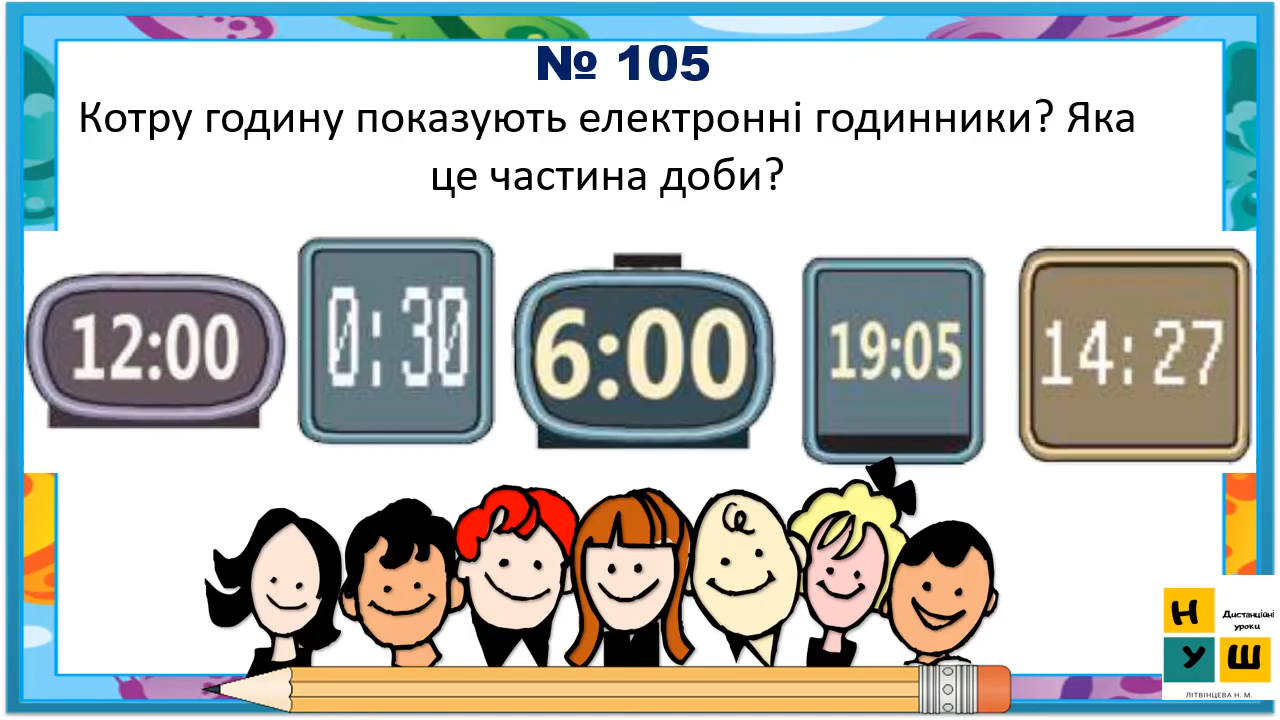 № 105
Котру годину показують електронні годинники? Яка
це частина доби?
12:00
0:30
6:00
19:05
14:27
Н
Дистанційні
уроки
У Ш
ЛІТВІНЦЕВА Н. М.